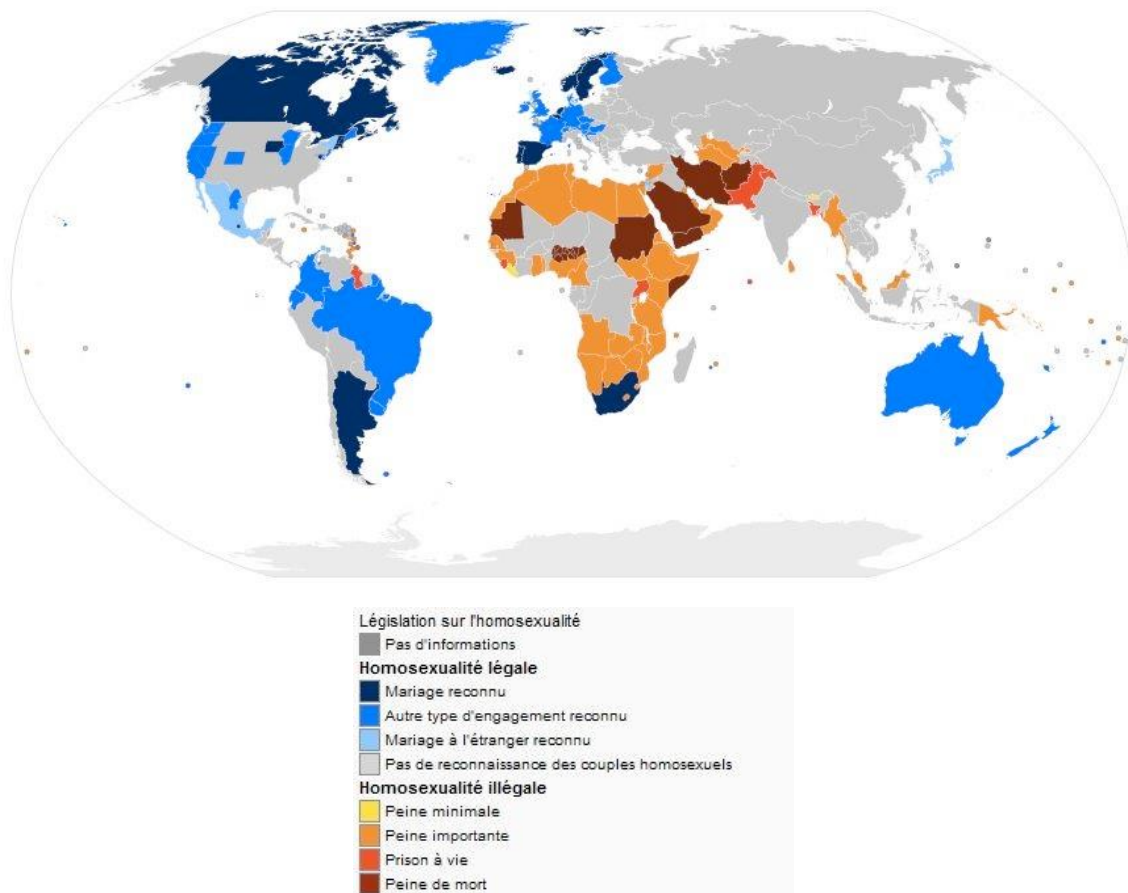 Législation sur l'homosexualité
Pas d'informations
Homosexualité légale
Mariage reconnu
Autre type d'engagement reconnu
Mariage à l'étranger reconnu
Pas de reconnaissance des couples homosexuels
Homosexualité illégale
Peine minimale
Peine importante
Prison à vie
Peine de mort